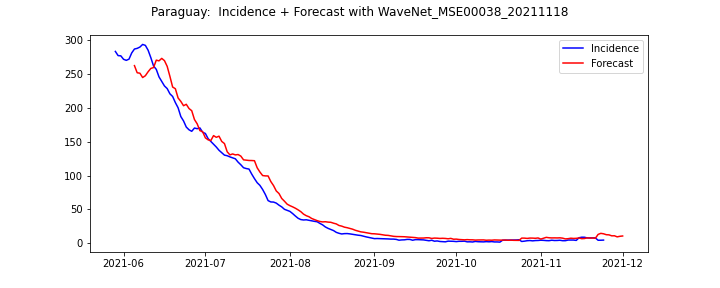 Paraguay:  Incidence + Forecast with WaveNet_MSE00038_20211118
Incidence
Forecast
300
250
200
150
100
50
0
2021-06 2021-07 2021-08 2021-09 2021-10 2021-11 2021-12